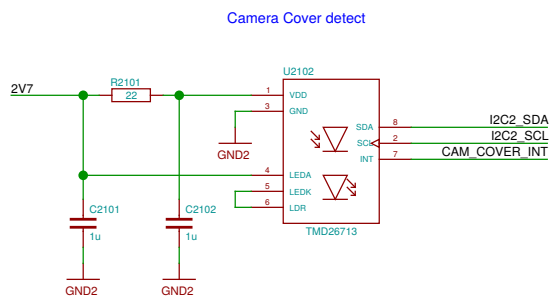 Camera Cover detect
U2102
R2101
2V7
22
1
VDD
3
GND
GND2
SDA
8
I2C2_SDA
SCL
2
I2C2_SCL
INT
7
CAM_COVER_INT
4
LEDA
5
LEDK
6
LDR
C2101
1u
C2102
1u
TMD26713
GND2
GND2